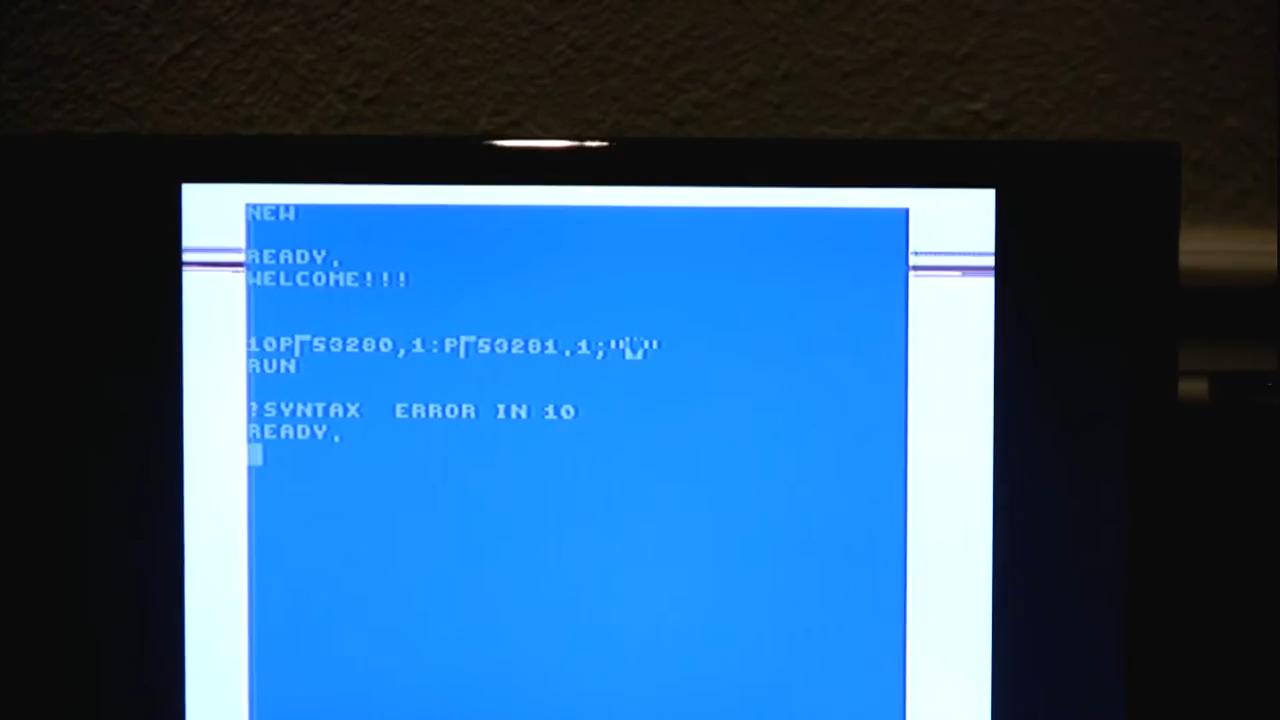 NEW
READY.
WELCOME!!!
10P┌53280,1:P┌53281,1;"
RUN
?SYNTAX ERROR IN 10
READY.